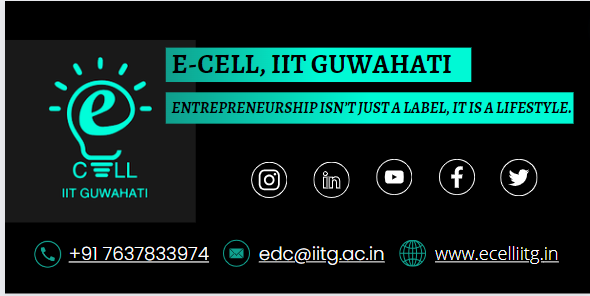 E-CELL, IIT GUWAHATI
ENTREPRENEURSHIP ISN'T JUST A LABEL, IT IS A LIFESTYLE.
e
CELL
IIT GUWAHATI
+91 7637833974 edc@iitg.ac.in www.ecelliitg.in